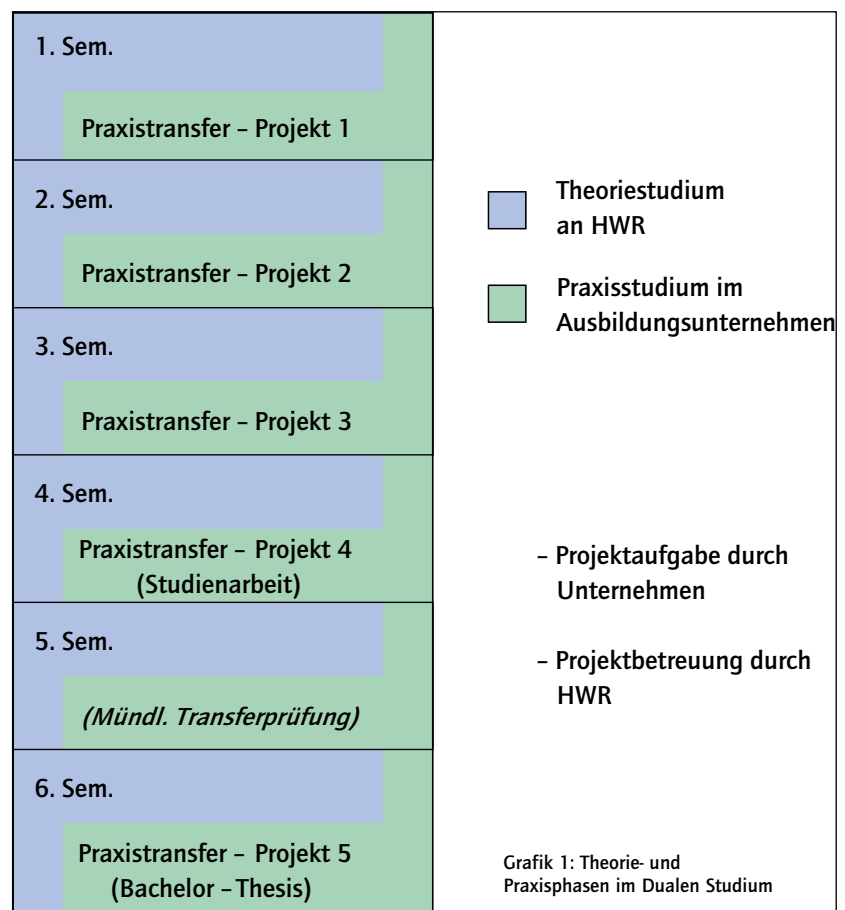 1. Sem.
Praxistransfer – Projekt 1
2. Sem.
Praxistransfer – Projekt 2
3. Sem.
Praxistransfer – Projekt 3
4. Sem.
Praxistransfer – Projekt 4
(Studienarbeit)
5. Sem.
(Mündl. Transferprüfung)
6. Sem.
Praxistransfer – Projekt 5
(Bachelor – Thesis)
Theoriestudium
an HWR
Praxisstudium im
Ausbildungsunternehmen
– Projektaufgabe durch
Unternehmen
– Projektbetreuung durch
HWR
Grafik 1: Theorie- und
Praxisphasen im Dualen Studium